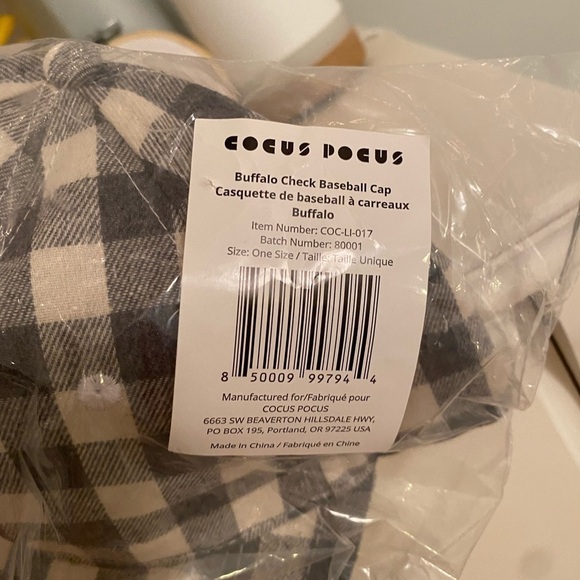 COCUS POCUS
Buffalo Check Baseball Cap
Casquette de baseball à carreaux
Buffalo
Item Number: COC-LI-017
Batch Number: 80001
Size: One Size / Taille: Taille Unique
8 50009 99794 4
Manufactured for/Fabriqué pour
COCUS POCUS
6663 SW BEAVERTON HILLSDALE HWY,
PO BOX 195, Portland, OR 97225 USA
Made in China / Fabriqué en Chine